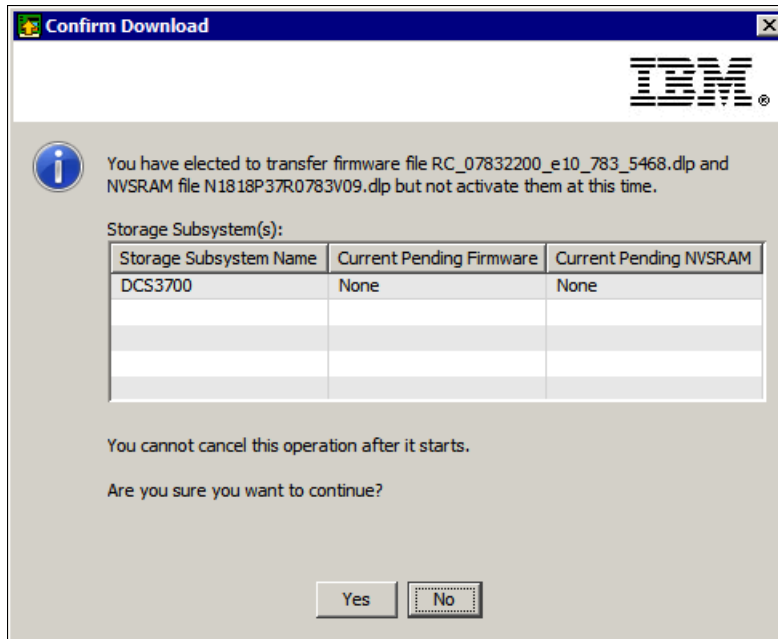 Confirm Download
IBM®
You have elected to transfer firmware file RC_07832200_e10_783_5468.dlp and
NVSRAM file N1818P37R0783V09.dlp but not activate them at this time.
Storage Subsystem(s):
Storage Subsystem Name Current Pending Firmware Current Pending NVSRAM
DCS3700 None None
You cannot cancel this operation after it starts.
Are you sure you want to continue?
Yes No